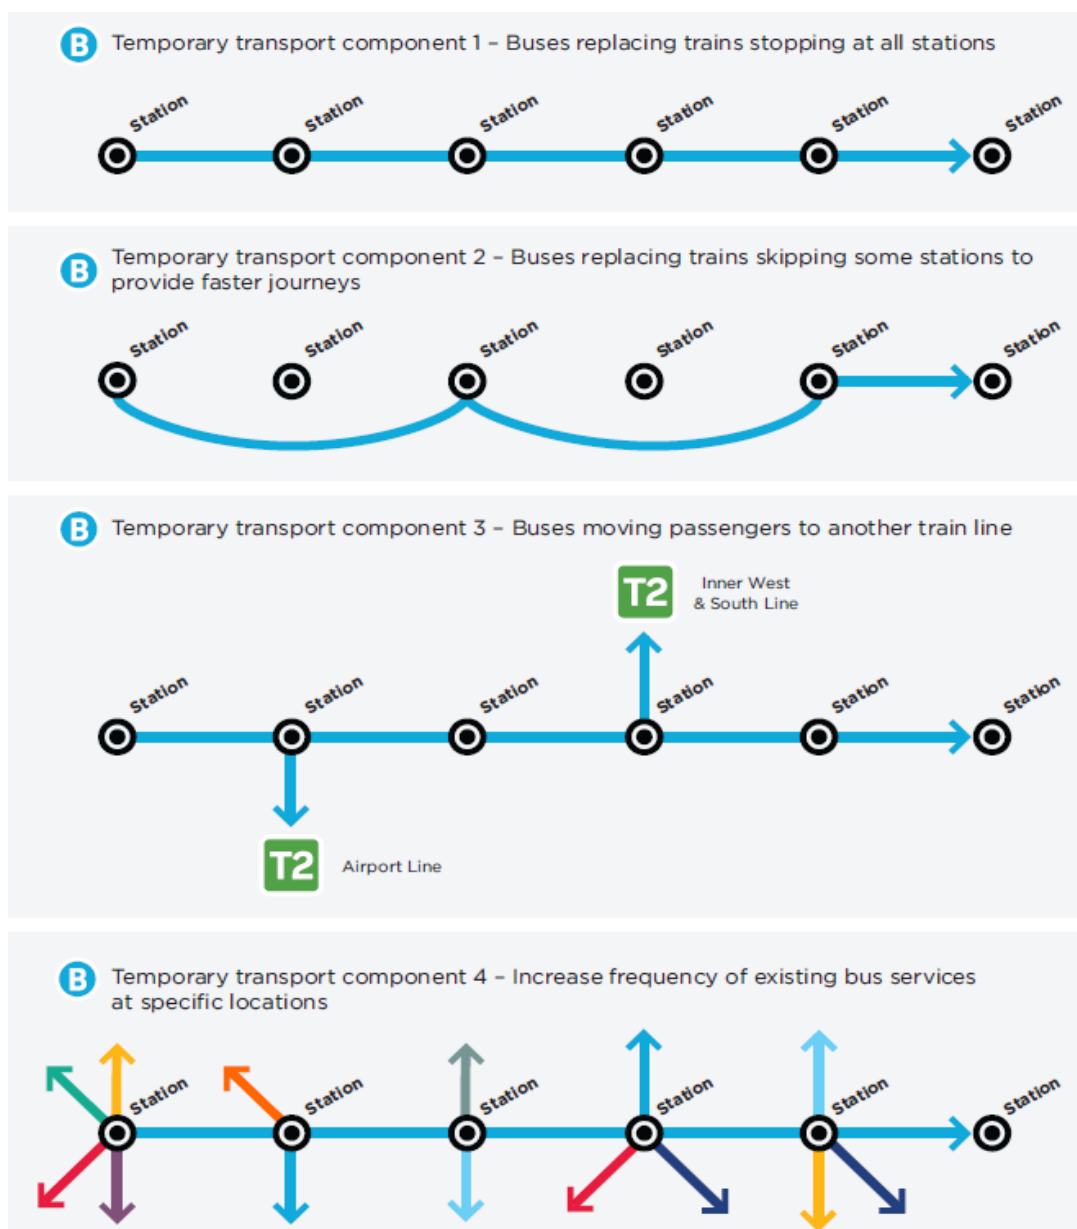 B Temporary transport component 1 – Buses replacing trains stopping at all stations
Station Station Station Station Station Station
B Temporary transport component 2 – Buses replacing trains skipping some stations to
provide faster journeys
Station Station Station Station Station Station
B Temporary transport component 3 – Buses moving passengers to another train line
T2 Inner West
& South Line
Station Station Station Station Station Station
T2 Airport Line
B Temporary transport component 4 – Increase frequency of existing bus services
at specific locations
Station Station Station Station Station Station